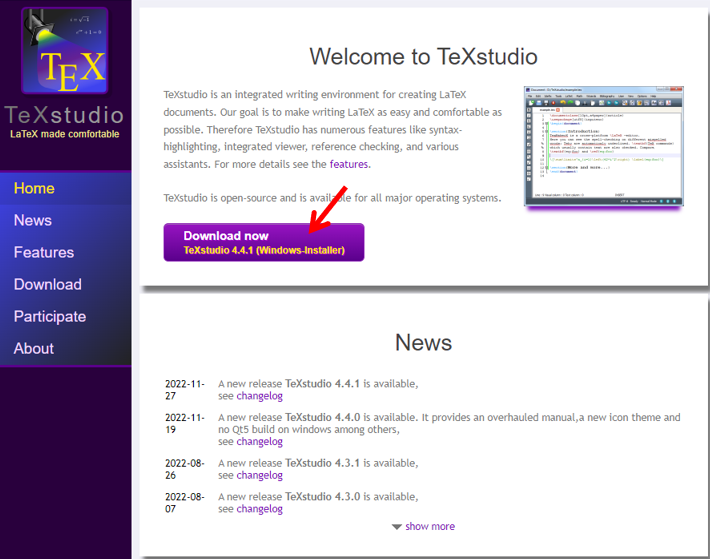 TEX
TeXstudio
LaTeX made comfortable
Home
News
Features
Download
Participate
About
Welcome to TeXstudio
TeXstudio is an integrated writing environment for creating LaTeX
documents. Our goal is to make writing LaTeX as easy and comfortable as
possible. Therefore TeXstudio has numerous features like syntax-
highlighting, integrated viewer, reference checking, and various
assistants. For more details see the features.
TeXstudio is open-source and is available for all major operating systems.
Download now
TeXstudio 4.4.1 (Windows-Installer)
News
2022-11-
27
A new release TeXstudio 4.4.1 is available,
see changelog
2022-11-
19
A new release TeXstudio 4.4.0 is available. It provides an overhauled manual,a new icon theme and
no Qt5 build on windows among others,
see changelog
2022-08-
26
A new release TeXstudio 4.3.1 is available,
see changelog
2022-08-
07
A new release TeXstudio 4.3.0 is available,
see changelog
show more